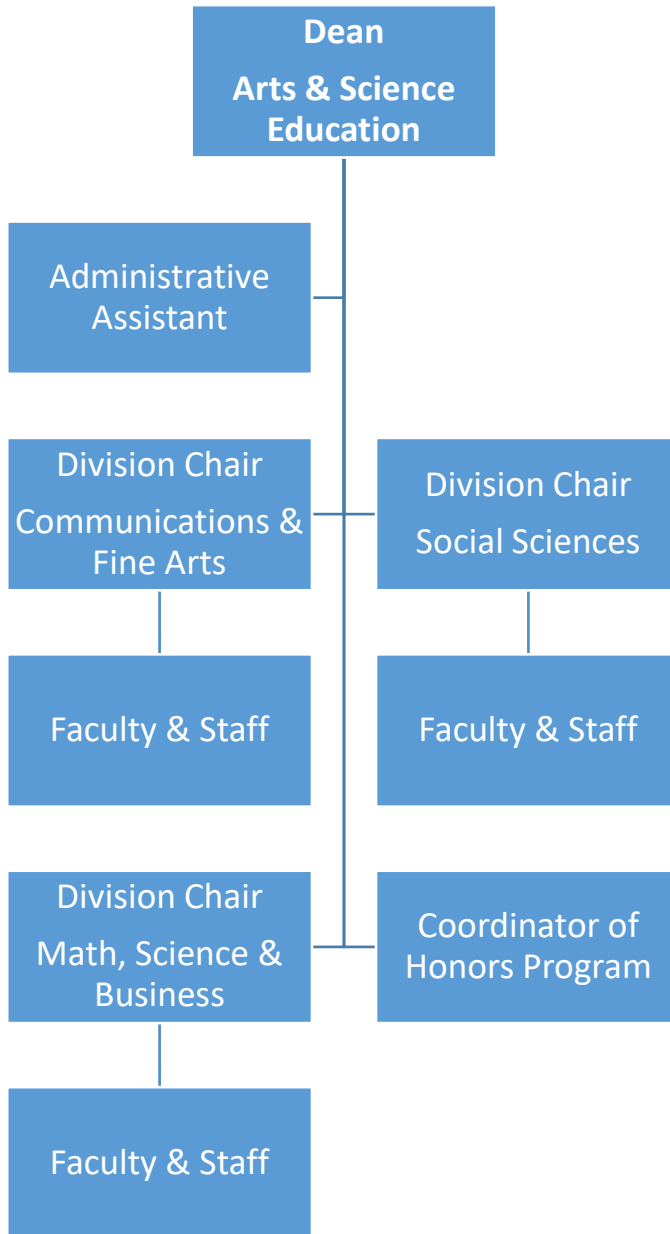 Dean
Arts & Science
Education
Administrative
Assistant
Division Chair
Communications &
Fine Arts
Division Chair
Social Sciences
Faculty & Staff
Faculty & Staff
Division Chair
Math, Science &
Business
Coordinator of
Honors Program
Faculty & Staff